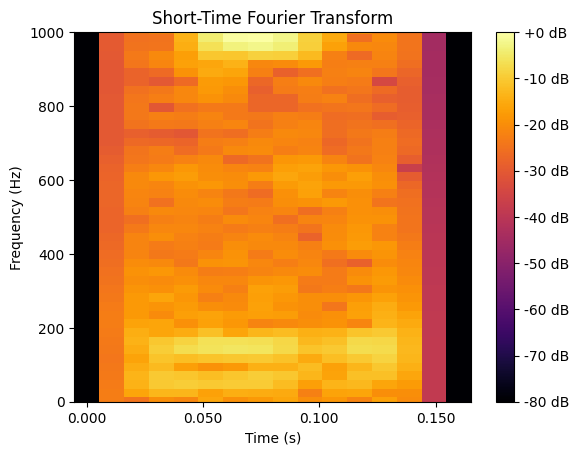 Short-Time Fourier Transform
1000
800
600
400
200
0
Frequency (Hz)
0.000
0.050
0.100
0.150
Time (s)
+0 dB
-10 dB
-20 dB
-30 dB
-40 dB
-50 dB
-60 dB
-70 dB
-80 dB